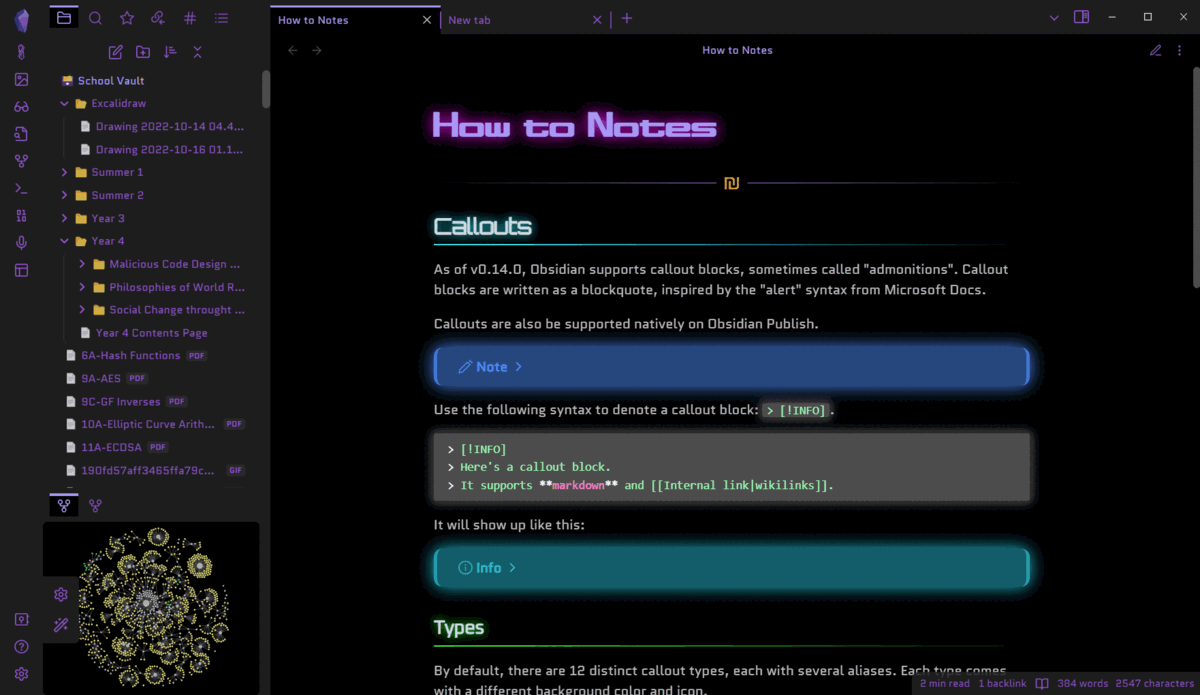 How to Notes
New tab
How to Notes
School Vault
Excalidraw
Drawing 2022-10-14 04.4...
Drawing 2022-10-16 01.1...
Summer 1
Summer 2
Year 3
Year 4
Malicious Code Design ...
Philosophies of World R...
Social Change throught ...
Year 4 Contents Page
6A-Hash Functions PDF
9A-AES PDF
9C-GF Inverses PDF
10A-Elliptic Curve Arith... PDF
11A-ECDSA PDF
190fd57aff3465ffa79c... GIF
How to Notes
₪
Callouts
As of v0.14.0, Obsidian supports callout blocks, sometimes called "admonitions". Callout
blocks are written as a blockquote, inspired by the "alert" syntax from Microsoft Docs.
Callouts are also be supported natively on Obsidian Publish.
Note
Use the following syntax to denote a callout block: > [!INFO].
> [!INFO]
> Here's a callout block.
> It supports **markdown** and [[Internal link|wikilinks]].
It will show up like this:
Info
Types
By default, there are 12 distinct callout types, each with several aliases. Each type comes
with a different background color and icon.
2 min read 1 backlink 384 words 2547 characters